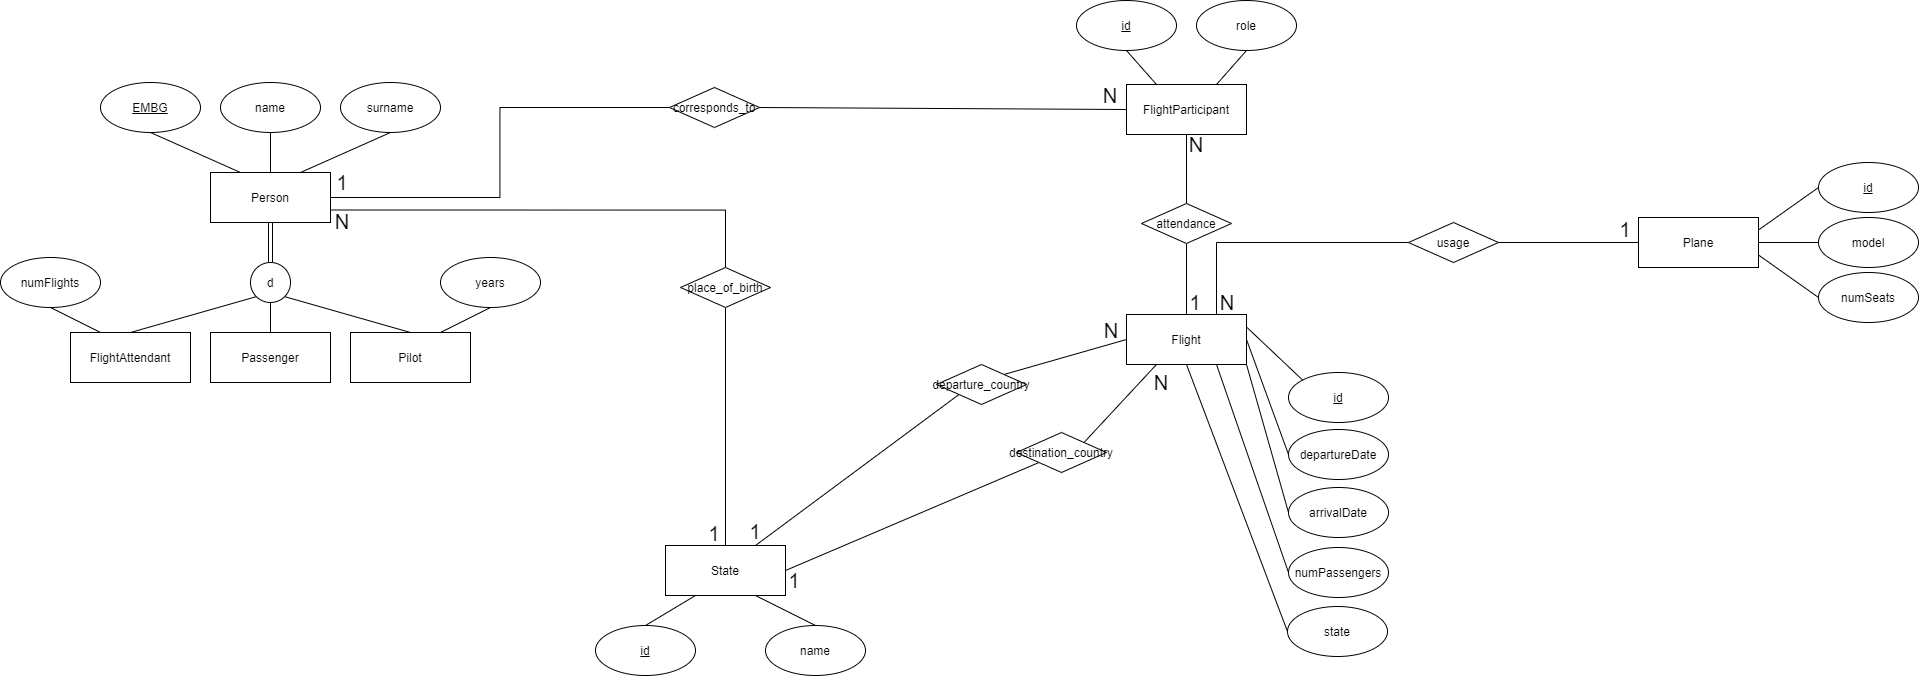 id
role
EMBG
name
surname
corresponds_to
N
FlightParticipant
N
1
Person
N
attendance
id
1
Plane
model
usage
numSeats
numFlights
d
years
place_of_birth
1
N
FlightAttendant
Passenger
Pilot
N
Flight
departure_country
N
id
destination_country
departureDate
arrivalDate
1
1
State
1
numPassengers
state
id
name